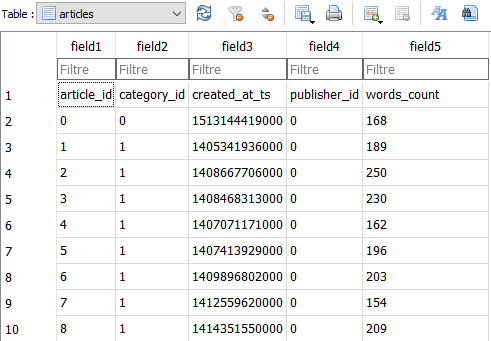 Table : articles
field1 field2 field3 field4 field5
Filtre Filtre Filtre Filtre Filtre
1 article_id category_id created_at_ts publisher_id words_count
2 0 0 1513144419000 0 168
3 1 1 1405341936000 0 189
4 2 1 1408667706000 0 250
5 3 1 1408468313000 0 230
6 4 1 1407071171000 0 162
7 5 1 1407413929000 0 196
8 6 1 1409896802000 0 203
9 7 1 1412559620000 0 154
10 8 1 1414351550000 0 209